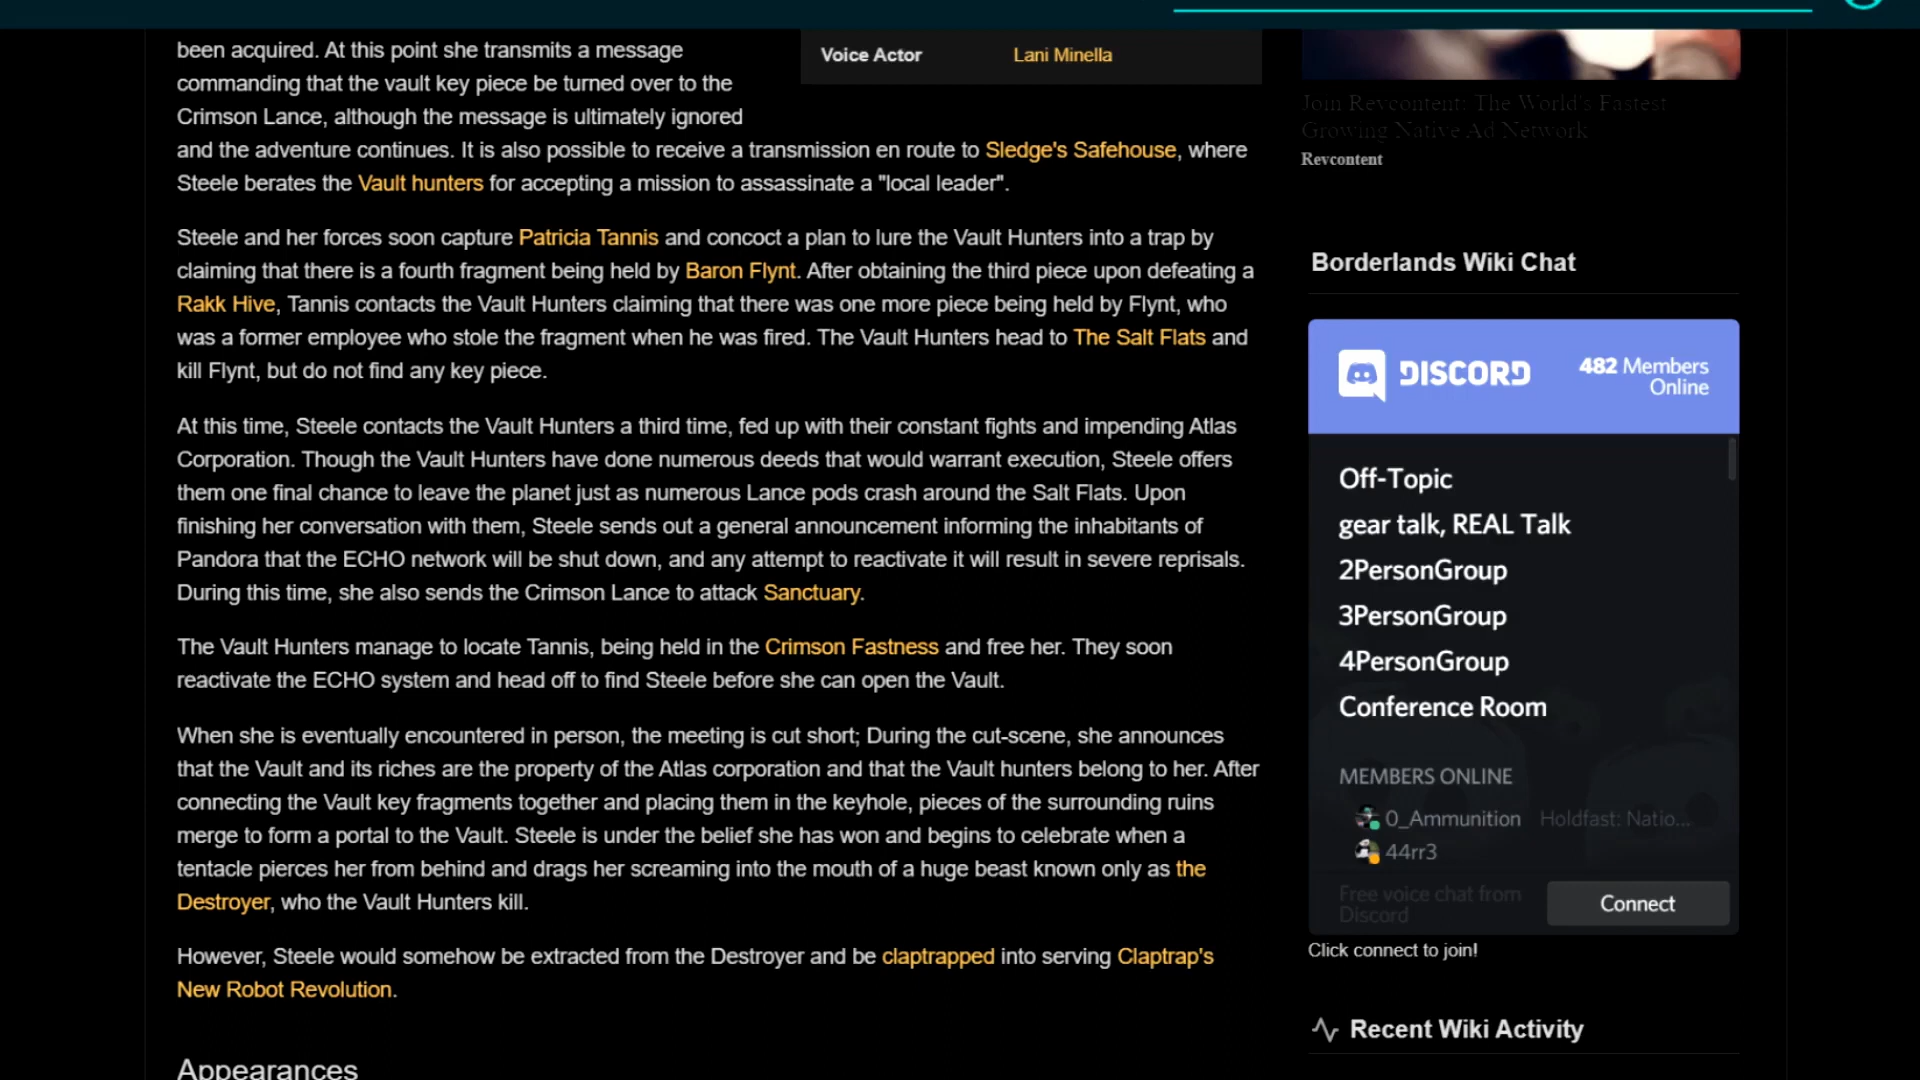 been acquired. At this point she transmits a message
commanding that the vault key piece be turned over to the
Crimson Lance, although the message is ultimately ignored
and the adventure continues. It is also possible to receive a transmission en route to Sledge's Safehouse, where
Steele berates the Vault hunters for accepting a mission to assassinate a "local leader".
Steele and her forces soon capture Patricia Tannis and concoct a plan to lure the Vault Hunters into a trap by
claiming that there is a fourth fragment being held by Baron Flynt. After obtaining the third piece upon defeating a
Rakk Hive, Tannis contacts the Vault Hunters claiming that there was one more piece being held by Flynt, who
was a former employee who stole the fragment when he was fired. The Vault Hunters head to The Salt Flats and
kill Flynt, but do not find any key piece.
At this time, Steele contacts the Vault Hunters a third time, fed up with their constant fights and impending Atlas
Corporation. Though the Vault Hunters have done numerous deeds that would warrant execution, Steele offers
them one final chance to leave the planet just as numerous Lance pods crash around the Salt Flats. Upon
finishing her conversation with them, Steele sends out a general announcement informing the inhabitants of
Pandora that the ECHO network will be shut down, and any attempt to reactivate it will result in severe reprisals.
During this time, she also sends the Crimson Lance to attack Sanctuary.
The Vault Hunters manage to locate Tannis, being held in the Crimson Fastness and free her. They soon
reactivate the ECHO system and head off to find Steele before she can open the Vault.
When she is eventually encountered in person, the meeting is cut short; During the cut-scene, she announces
that the Vault and its riches are the property of the Atlas corporation and that the Vault hunters belong to her. After
connecting the Vault key fragments together and placing them in the keyhole, pieces of the surrounding ruins
merge to form a portal to the Vault. Steele is under the belief she has won and begins to celebrate when a
tentacle pierces her from behind and drags her screaming into the mouth of a huge beast known only as the
Destroyer, who the Vault Hunters kill.
However, Steele would somehow be extracted from the Destroyer and be claptrapped into serving Claptrap's
New Robot Revolution.
Appearances
Voice Actor Lani Minella
Join Revcontent: The World's Fastest
Growing Native Ad Network
Revcontent
Borderlands Wiki Chat
DISCORD
482 Members
Online
Off-Topic
gear talk, REAL Talk
2PersonGroup
3PersonGroup
4PersonGroup
Conference Room
MEMBERS ONLINE
0_Ammunition Holdfast: Natio...
44rr3
Free voice chat from
Discord
Connect
Click connect to join!
Recent Wiki Activity